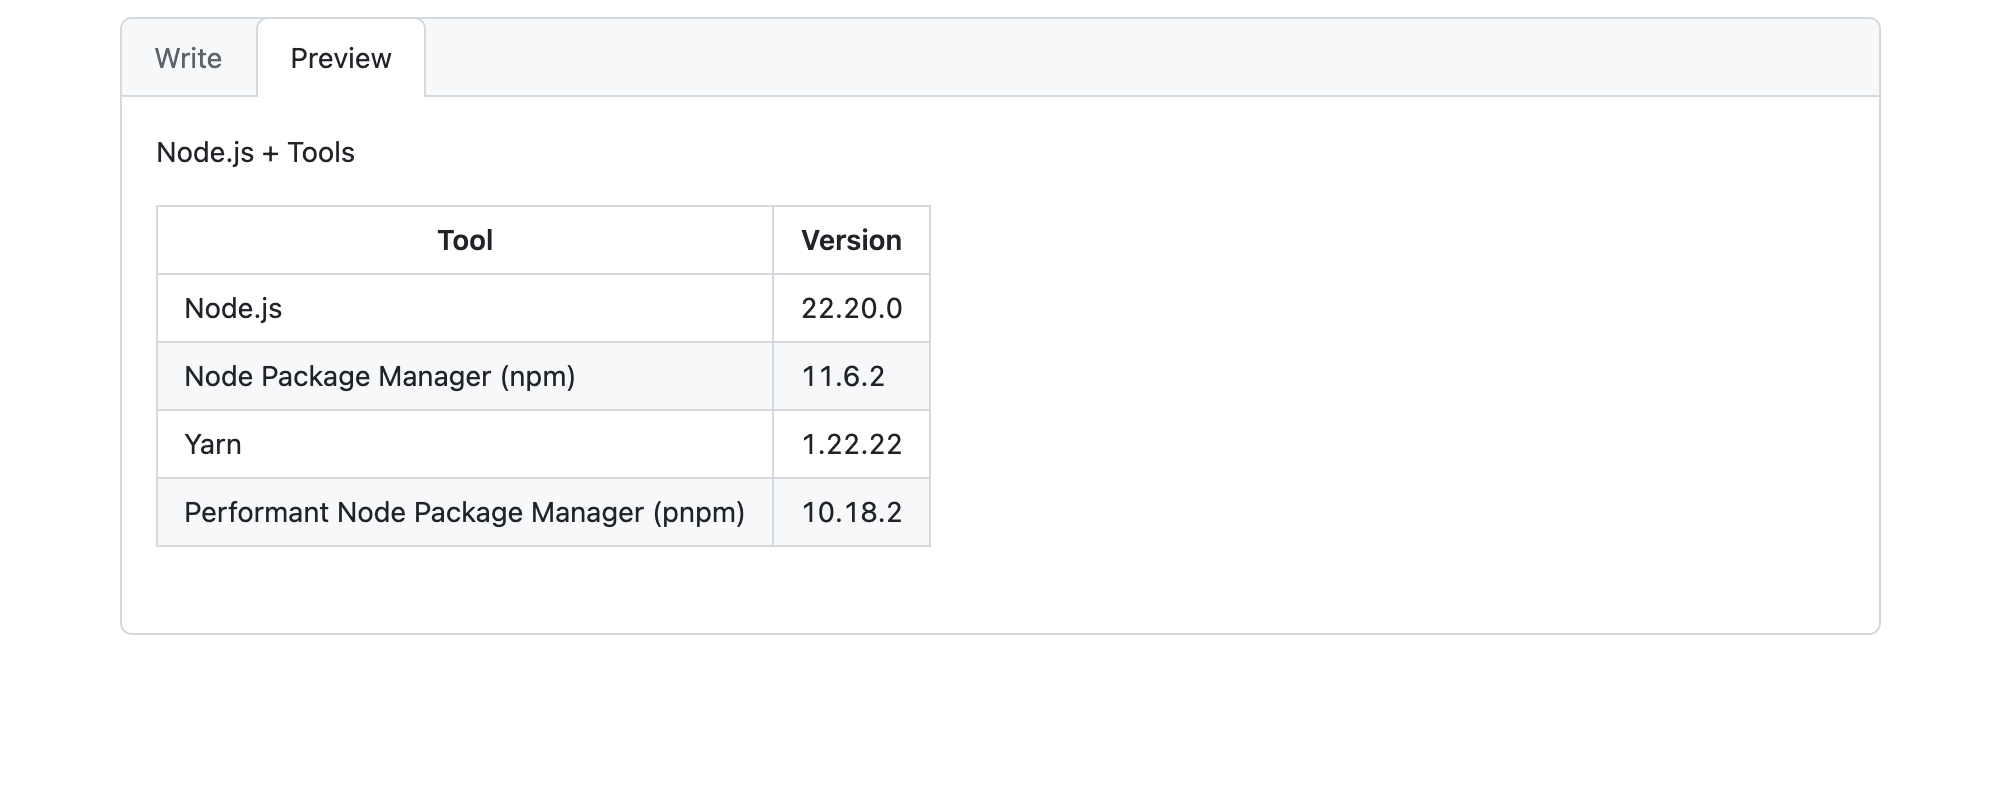 Write Preview
Node.js + Tools
Tool Version
Node.js 22.20.0
Node Package Manager (npm) 11.6.2
Yarn 1.22.22
Performant Node Package Manager (pnpm) 10.18.2